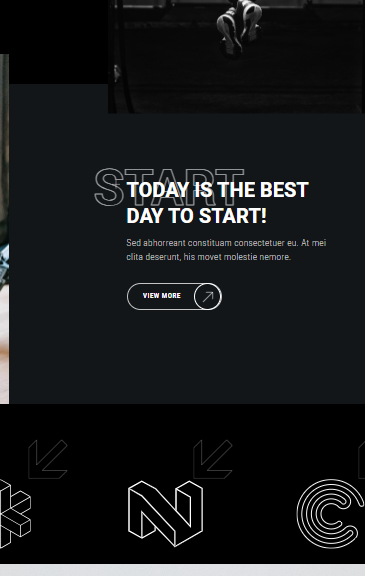 START
TODAY IS THE BEST
DAY TO START!
Sed abhorreant constituam consectetuer eu. At mei
clita deserunt, his movet molestie nemore.
VIEW MORE
N
C